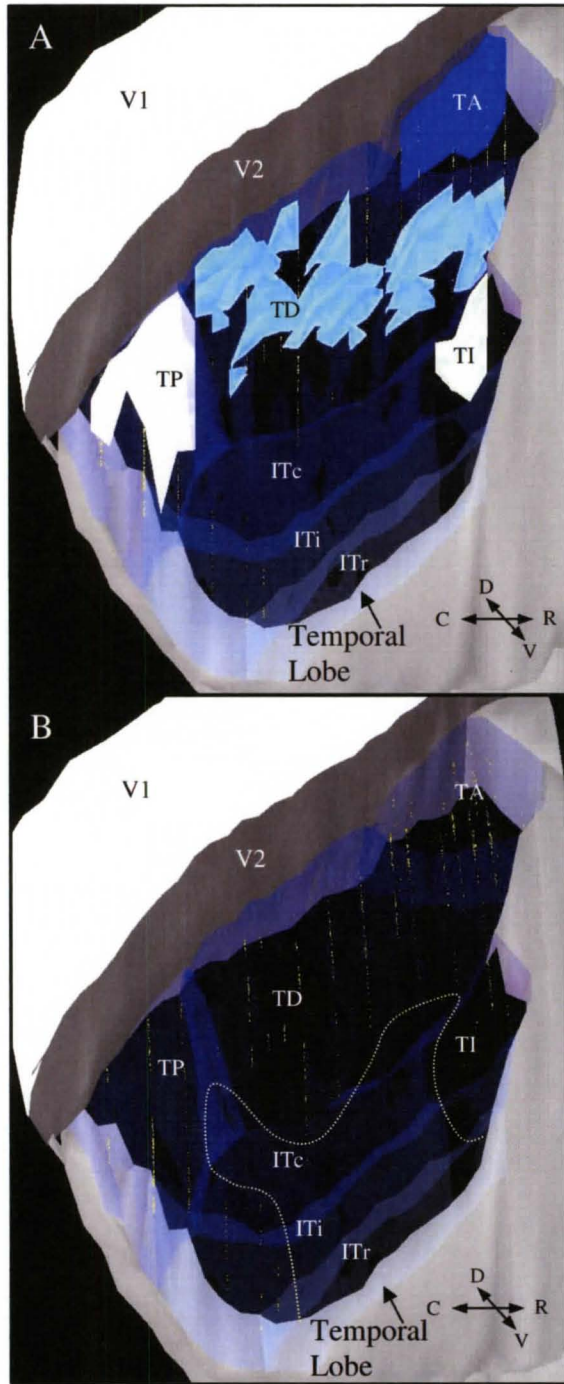 A
V1
TA
V2
TD
TP
TI
ITc
ITi
ITr
D
C R
V
Temporal
Lobe
B
V1
TA
V2
TD
TP
TI
ITc
ITi
ITr
D
C R
V
Temporal
Lobe